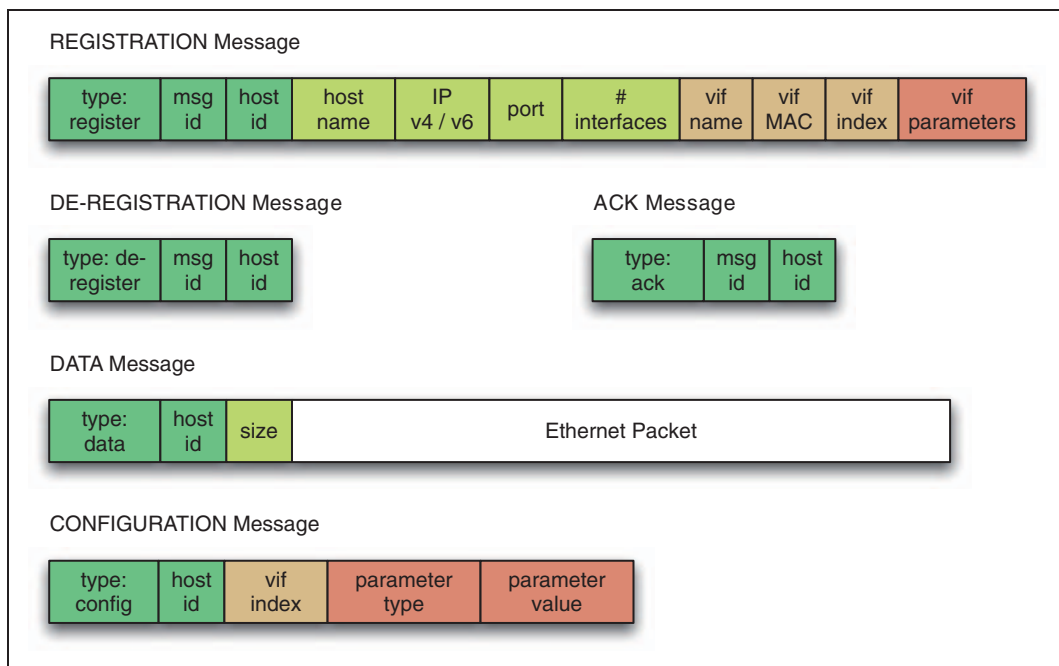 REGISTRATION Message
type: register
msg id
host id
host name
IP v4 / v6
port
# interfaces
vif name
vif MAC
vif index
vif parameters
DE-REGISTRATION Message
type: de-register
msg id
host id
ACK Message
type: ack
msg id
host id
DATA Message
type: data
host id
size
Ethernet Packet
CONFIGURATION Message
type: config
host id
vif index
parameter type
parameter value